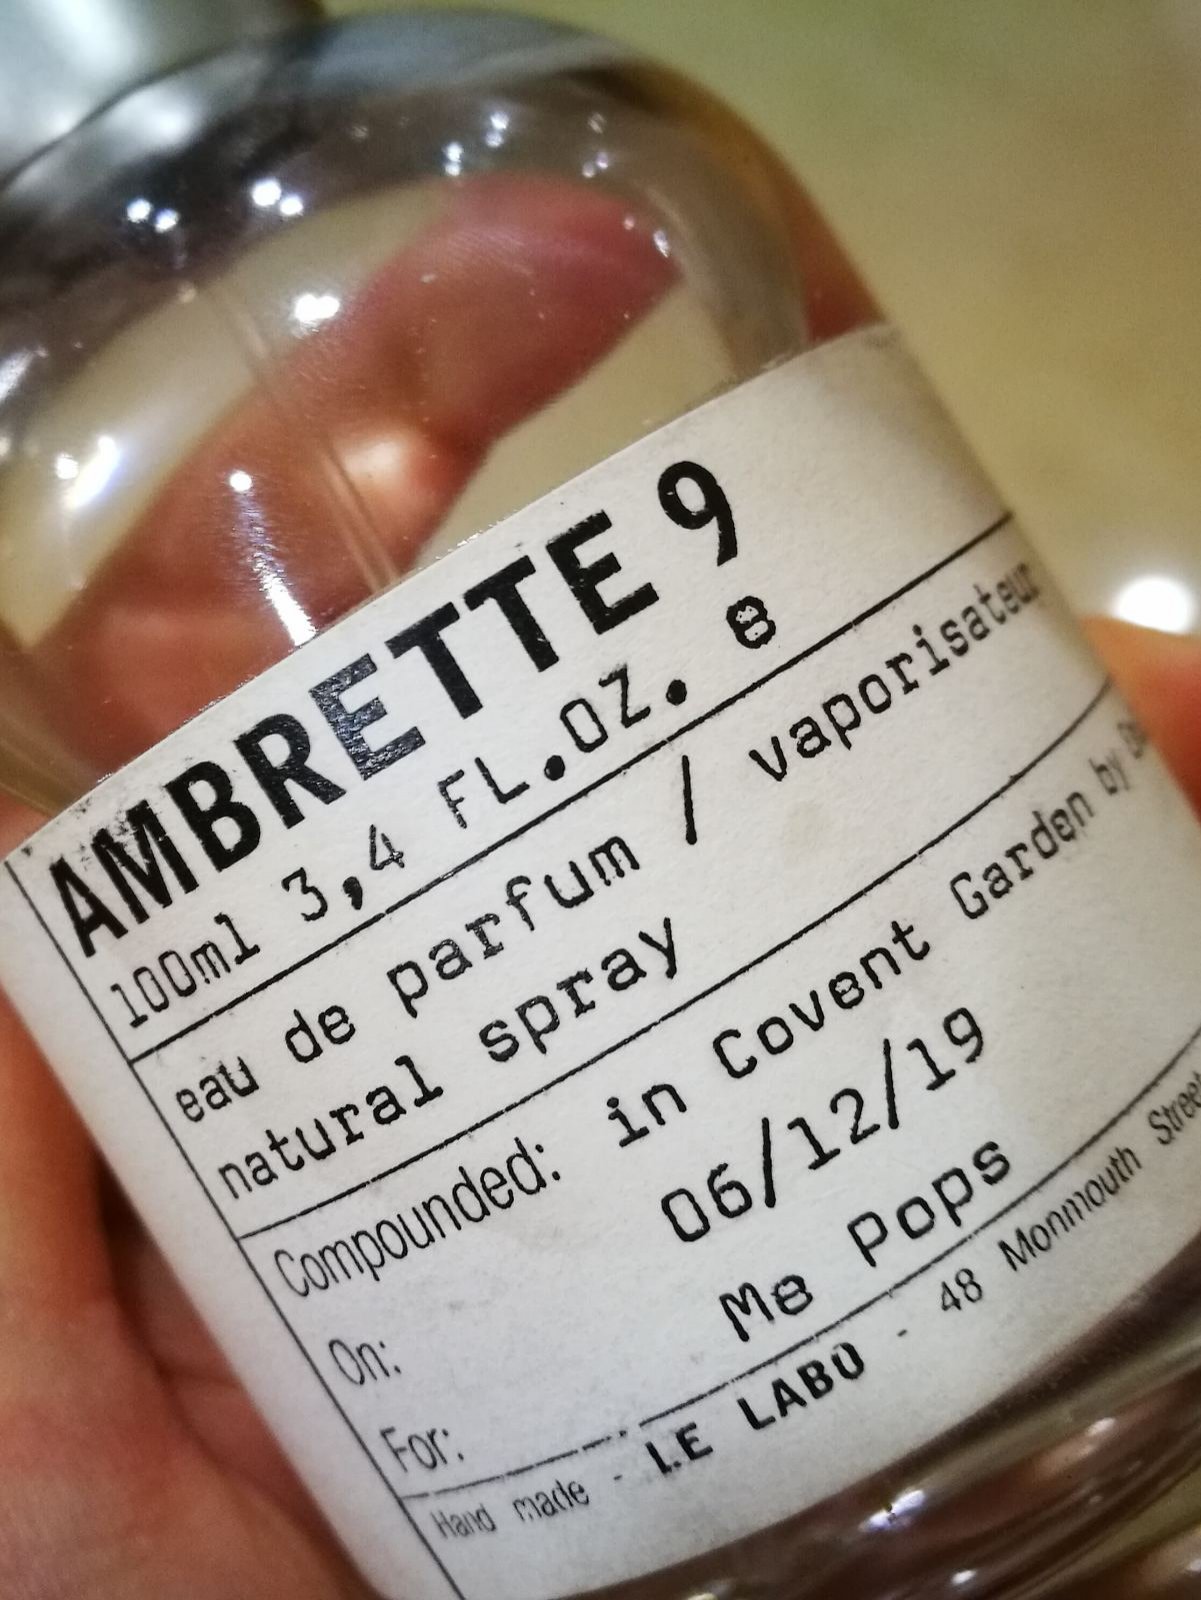 AMBRETTE 9
100ml 3,4 FL.OZ. e
eau de parfum / vaporisateur
natural spray
Compounded: in Covent Garden by
On: 06/12/19
For: Me Pops
Hand made - LE LABO - 48 Monmouth Street